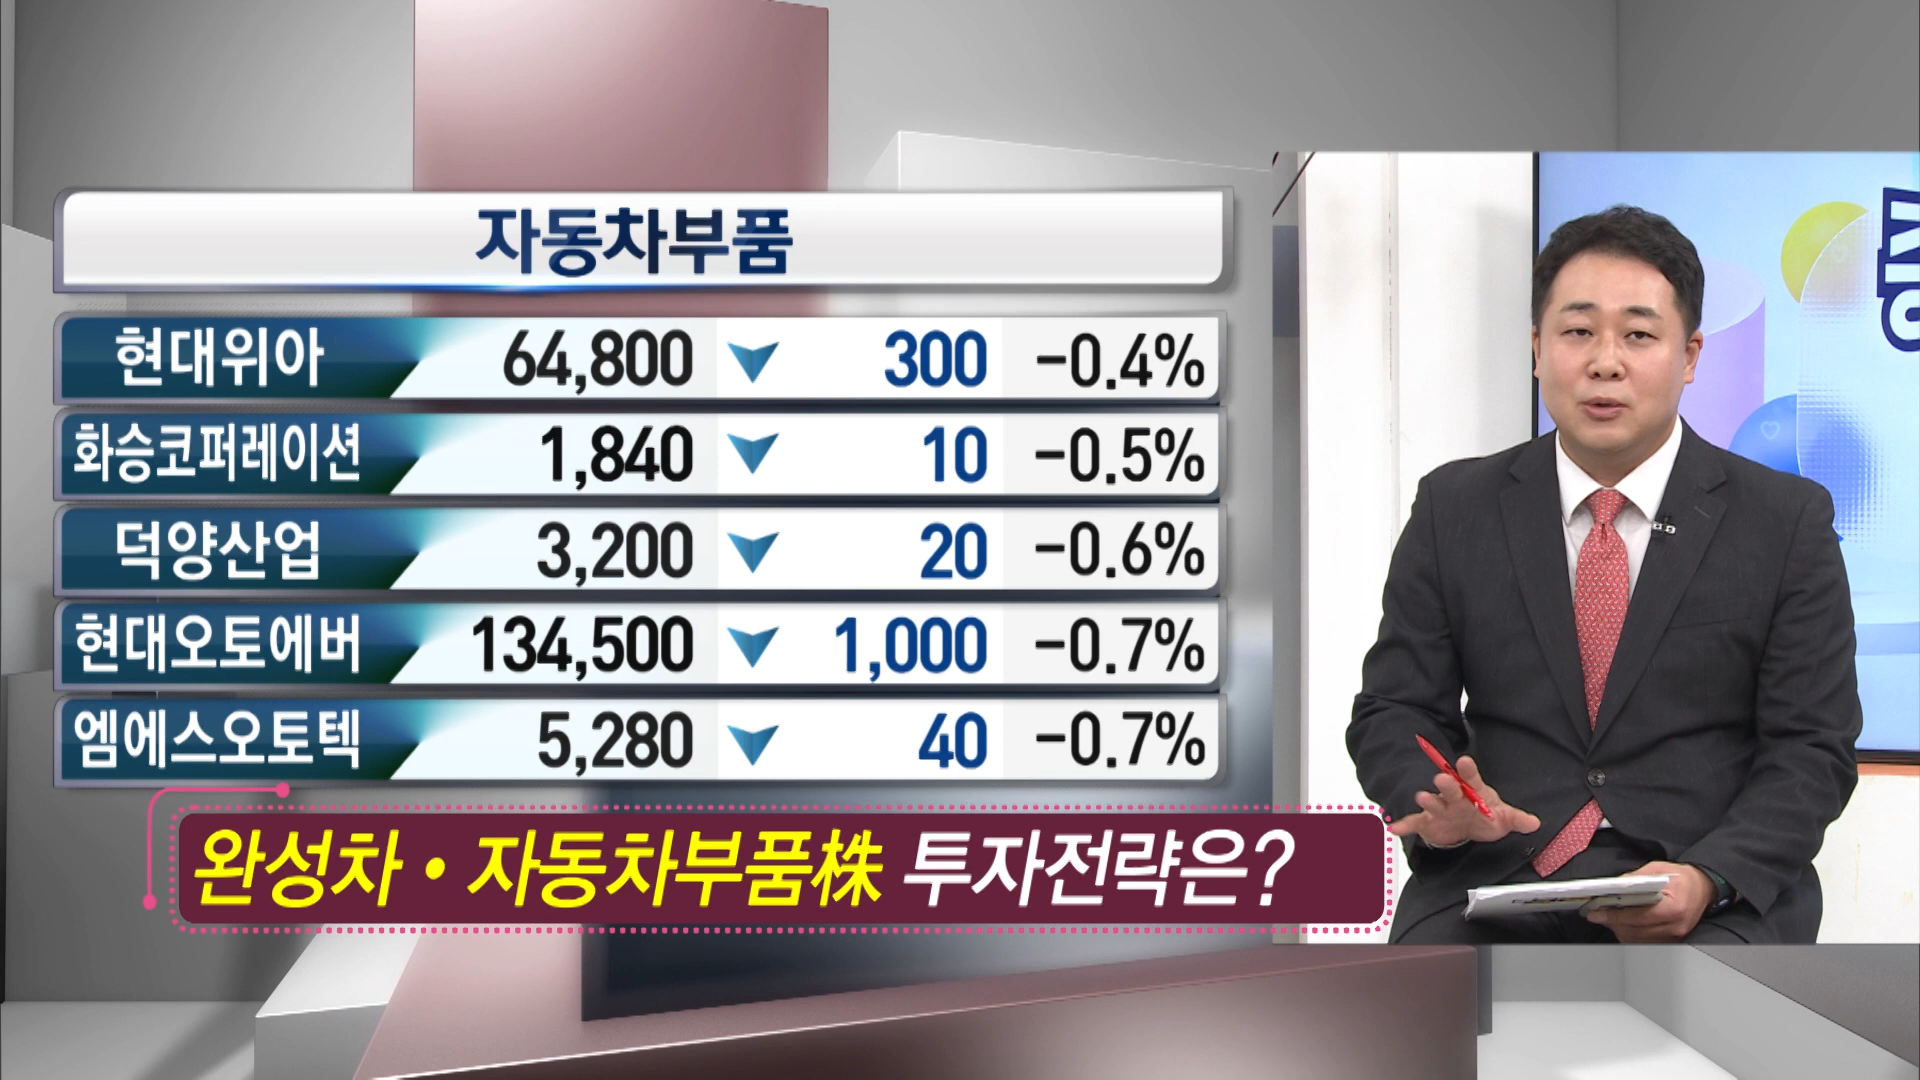 자동차부품
현대위아 64,800 ▼ 300 -0.4%
화승코퍼레이션 1,840 ▼ 10 -0.5%
덕양산업 3,200 ▼ 20 -0.6%
현대오토에버 134,500 ▼ 1,000 -0.7%
엠에스오토텍 5,280 ▼ 40 -0.7%
완성차・자동차부품株 투자전략은?